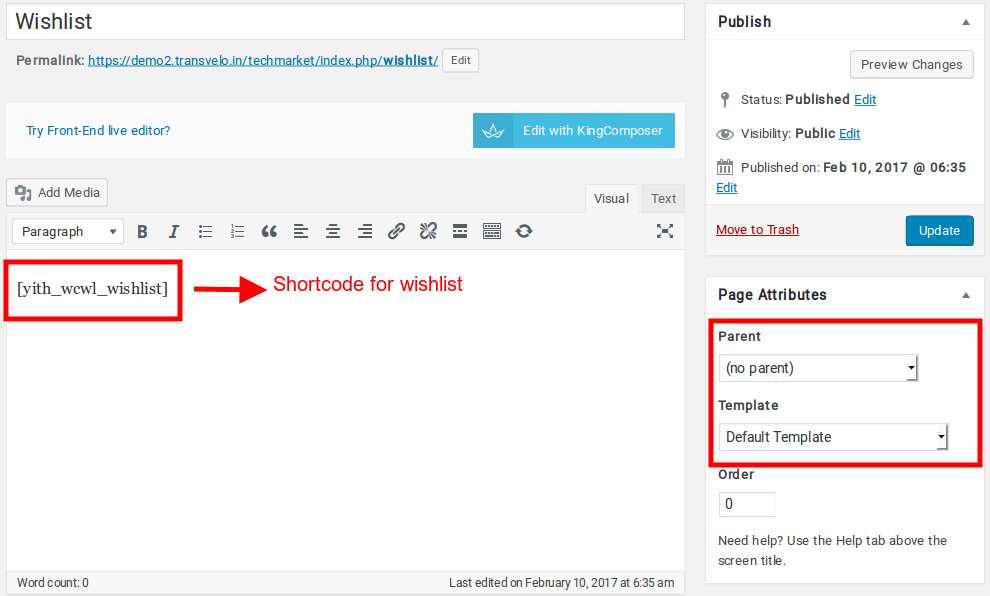 Wishlist
Permalink: https://demo2.transvelo.in/techmarket/index.php/wishlist/ Edit
Try Front-End live editor?
Edit with KingComposer
Add Media
Visual
Text
Paragraph
[yith_wcwl_wishlist]
Shortcode for wishlist
Word count: 0
Last edited on February 10, 2017 at 6:35 am
Publish
Preview Changes
Status: Published Edit
Visibility: Public Edit
Published on: Feb 10, 2017 @ 06:35
Edit
Move to Trash
Update
Page Attributes
Parent
(no parent)
Template
Default Template
Order
0
Need help? Use the Help tab above the
screen title.